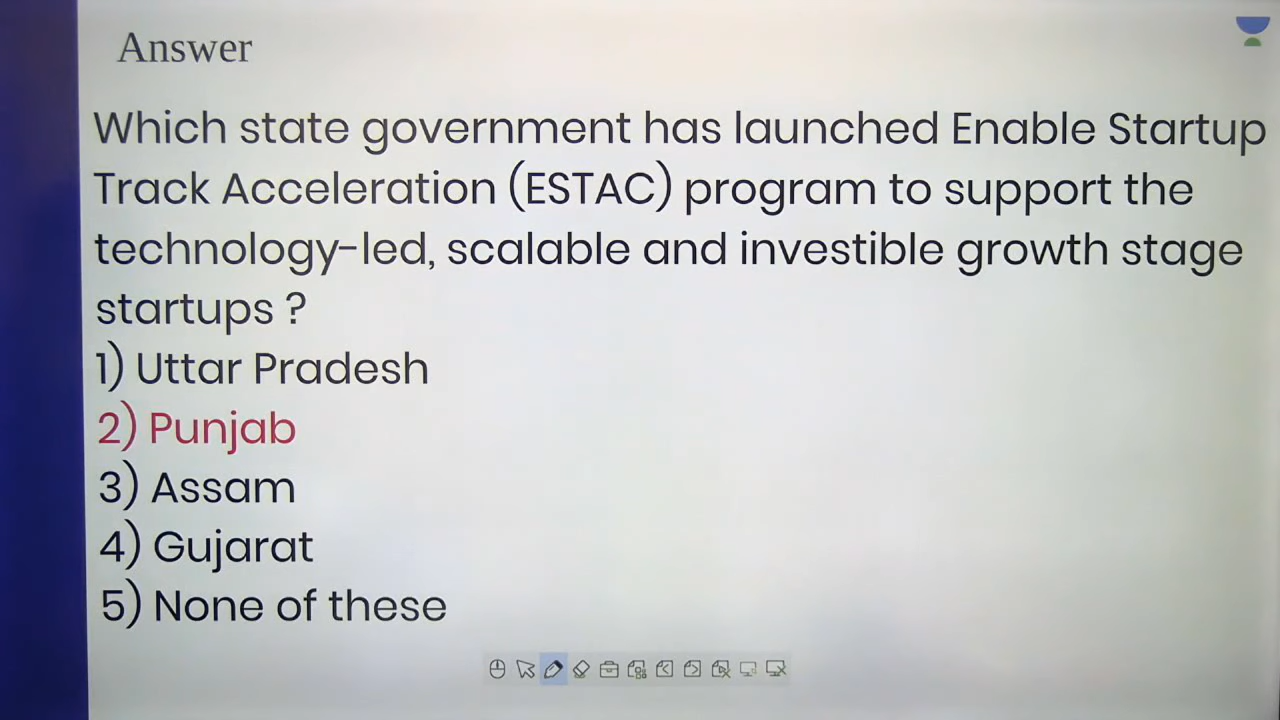 Answer
Which state government has launched Enable Startup
Track Acceleration (ESTAC) program to support the
technology-led, scalable and investible growth stage
startups ?
1) Uttar Pradesh
2) Punjab
3) Assam
4) Gujarat
5) None of these